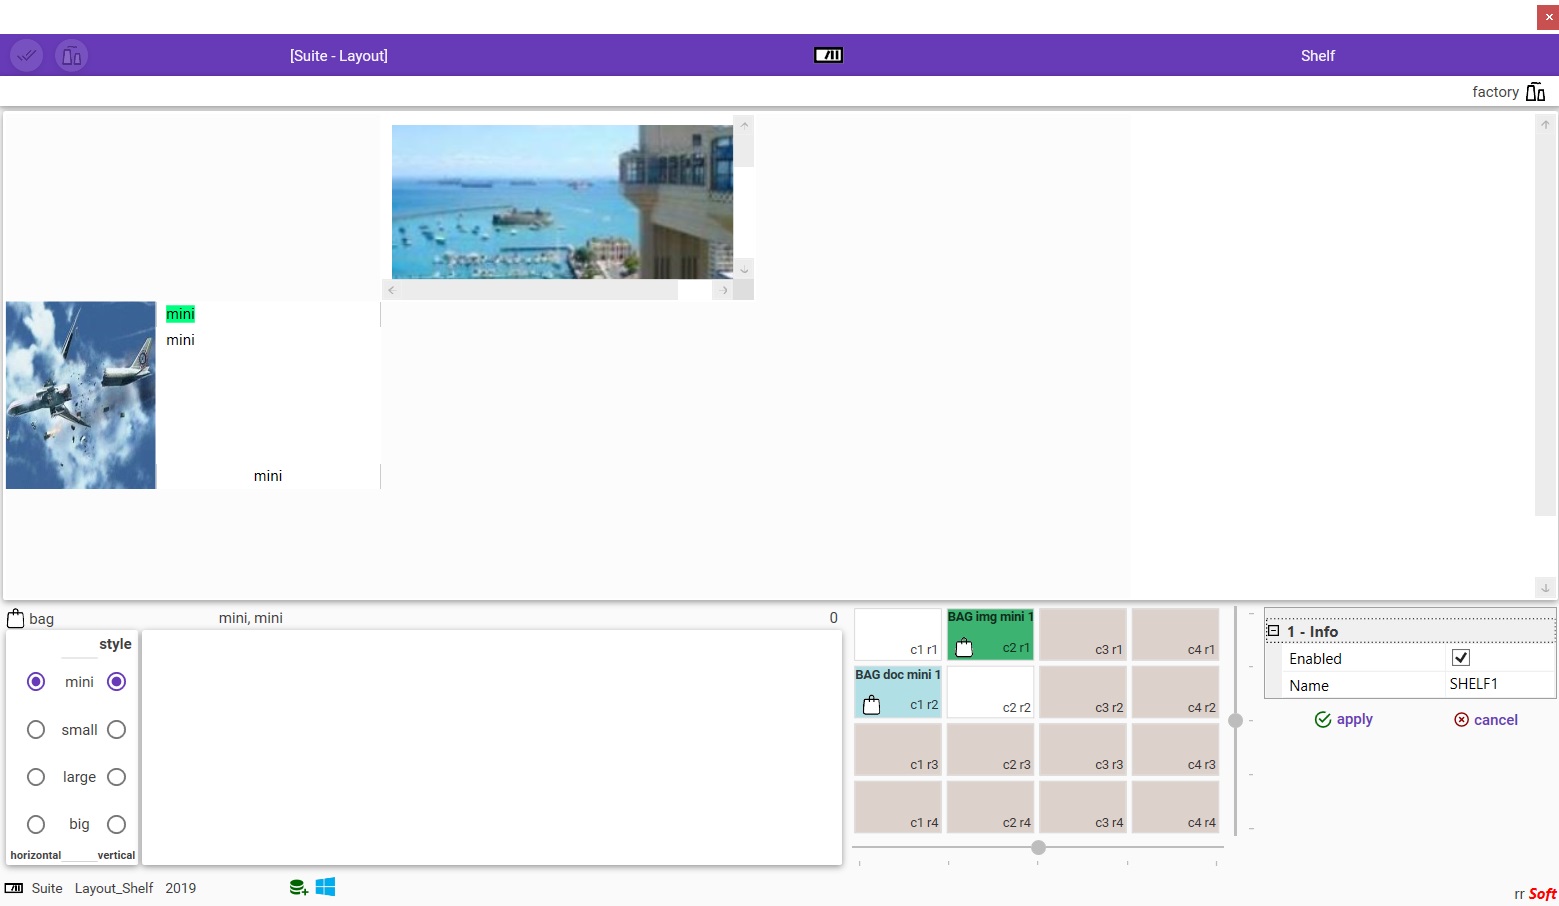 [Suite - Layout]
Shelf
factory
mini
mini
mini
bag
mini, mini
0
style
mini
small
large
big
horizontal
vertical
c1 r1
BAG img mini 1
c2 r1
c3 r1
c4 r1
BAG doc mini 1
c1 r2
c2 r2
c3 r2
c4 r2
c1 r3
c2 r3
c3 r3
c4 r3
c1 r4
c2 r4
c3 r4
c4 r4
1 - Info
Enabled
Name SHELF1
apply
cancel
Suite Layout_Shelf 2019
rr Soft